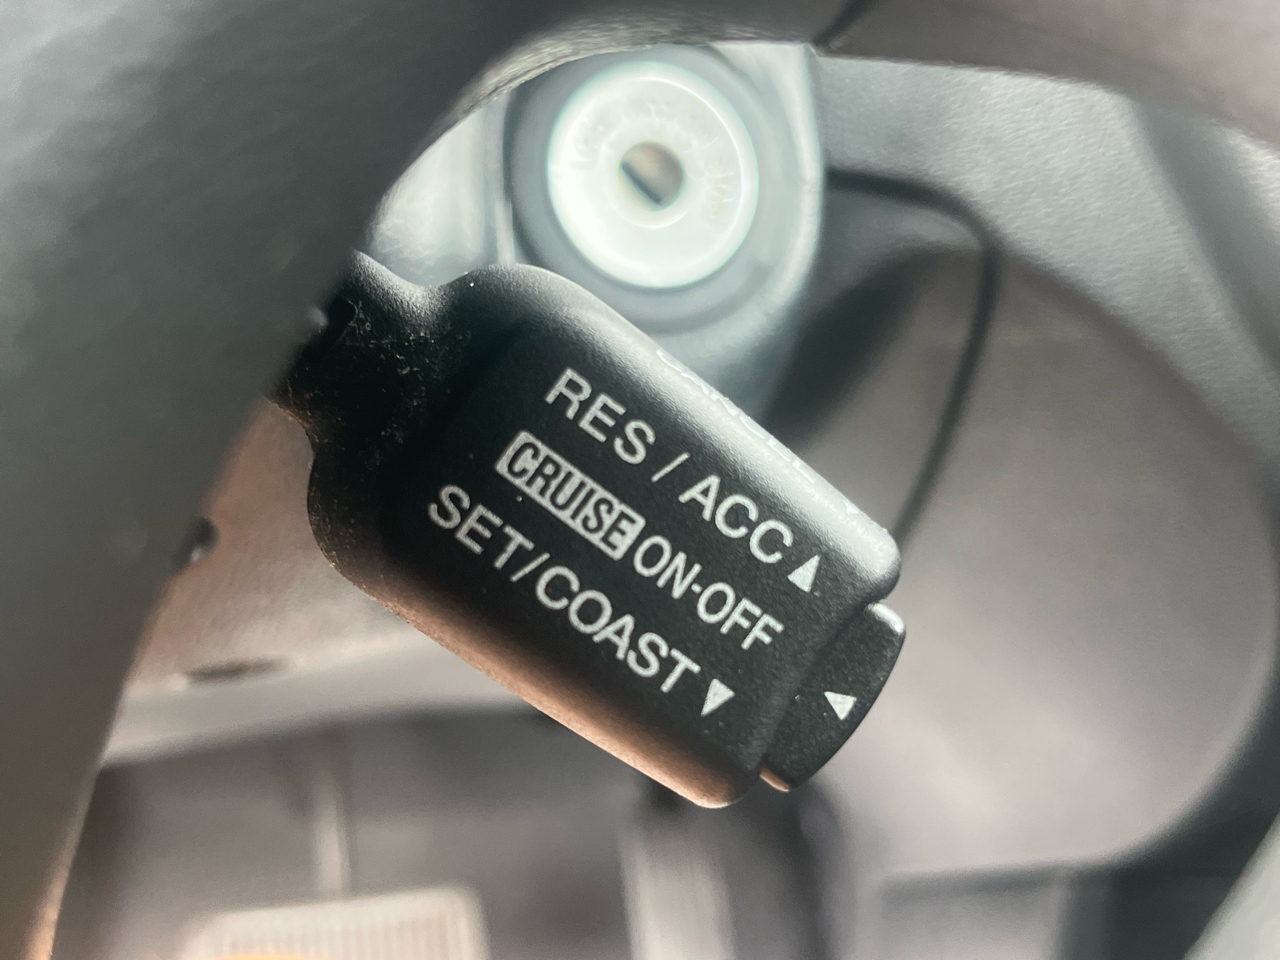 RES / ACC ▲
CRUISE ON-OFF
SET/COAST ▼
◀